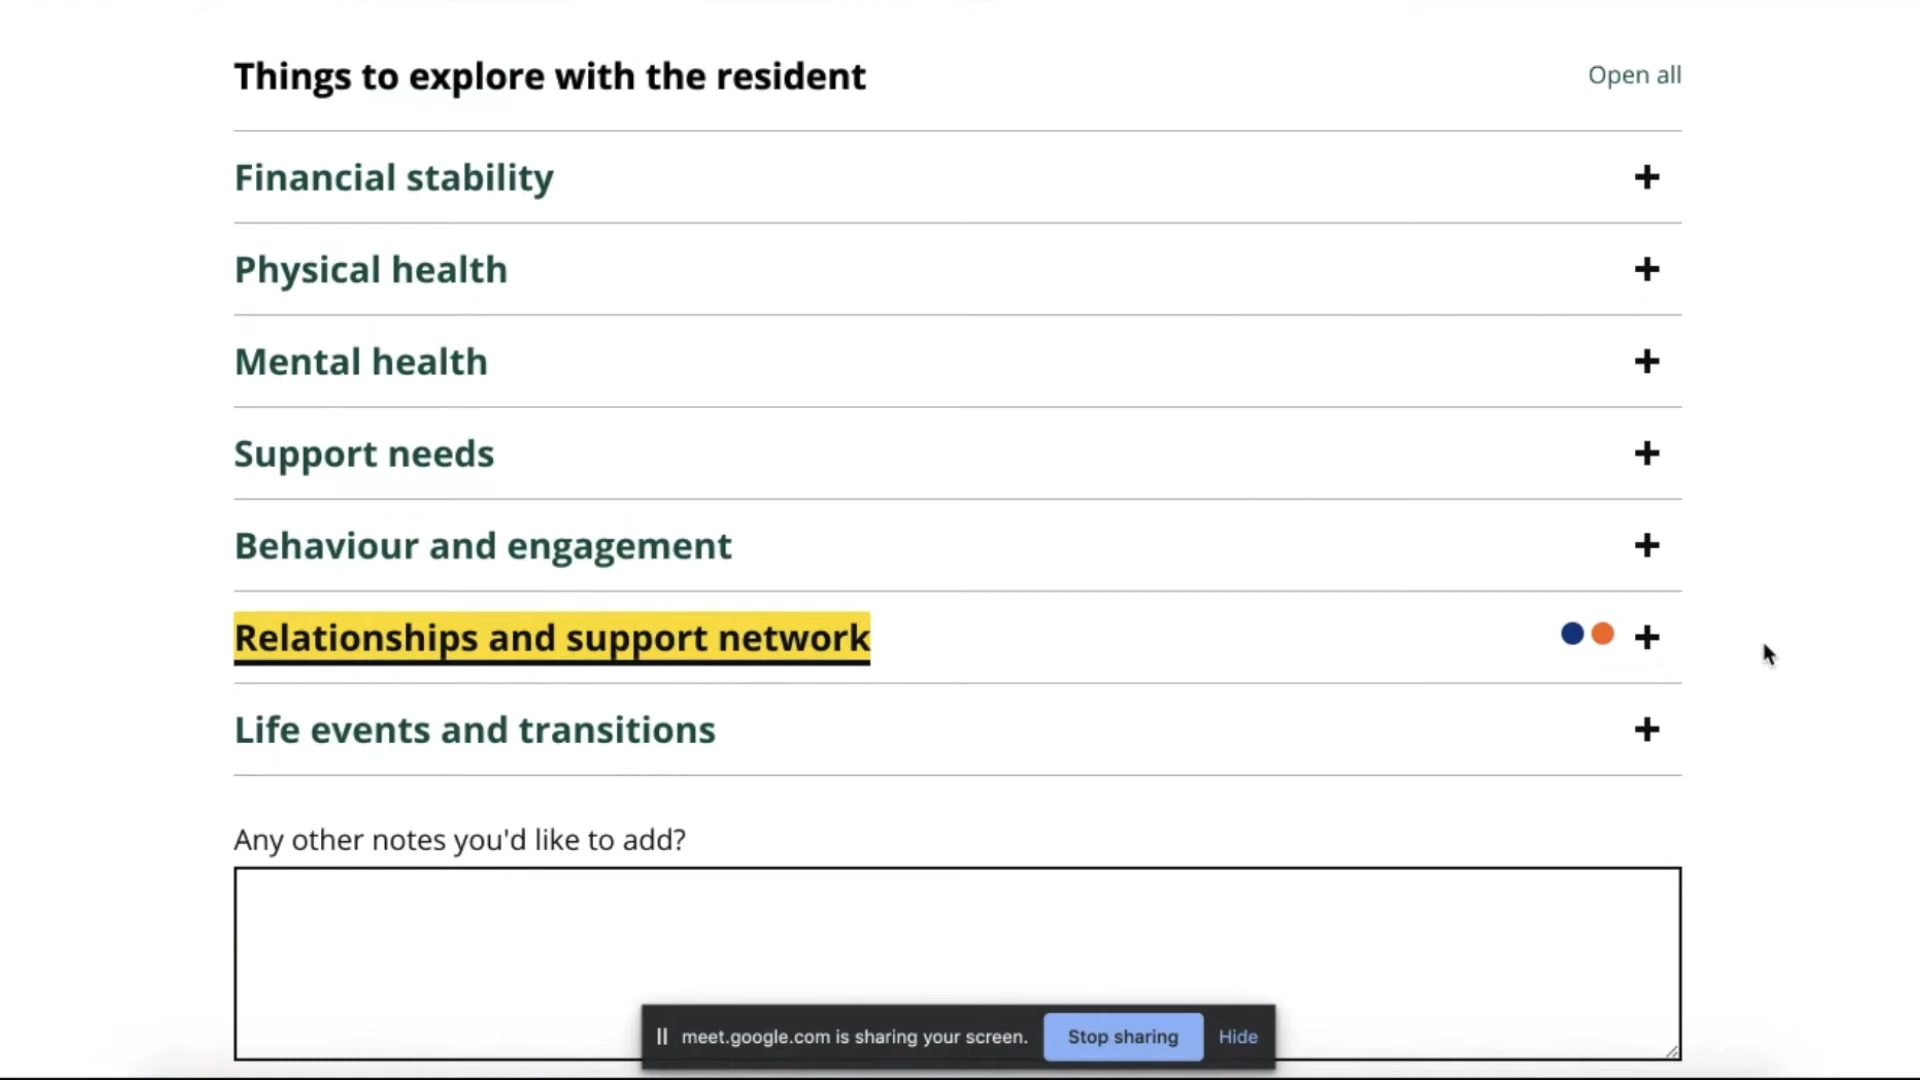 Things to explore with the resident
Open all
Financial stability
Physical health
Mental health
Support needs
Behaviour and engagement
Relationships and support network
Life events and transitions
Any other notes you'd like to add?
meet.google.com is sharing your screen.
Stop sharing
Hide